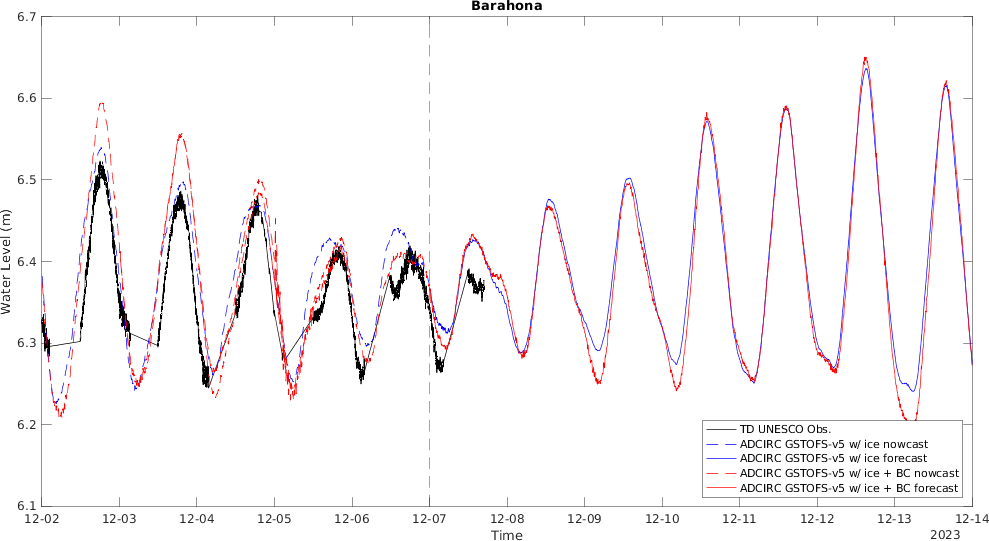 Barahona
6.7
6.6
6.5
6.4
6.3
6.2
6.1
Water Level (m)
TD UNESCO Obs.
ADCIRC GSTOFS-v5 w/ ice nowcast
ADCIRC GSTOFS-v5 w/ ice forecast
ADCIRC GSTOFS-v5 w/ ice + BC nowcast
ADCIRC GSTOFS-v5 w/ ice + BC forecast
12-02 12-03 12-04 12-05 12-06 12-07 12-08 12-09 12-10 12-11 12-12 12-13 12-14
Time
2023